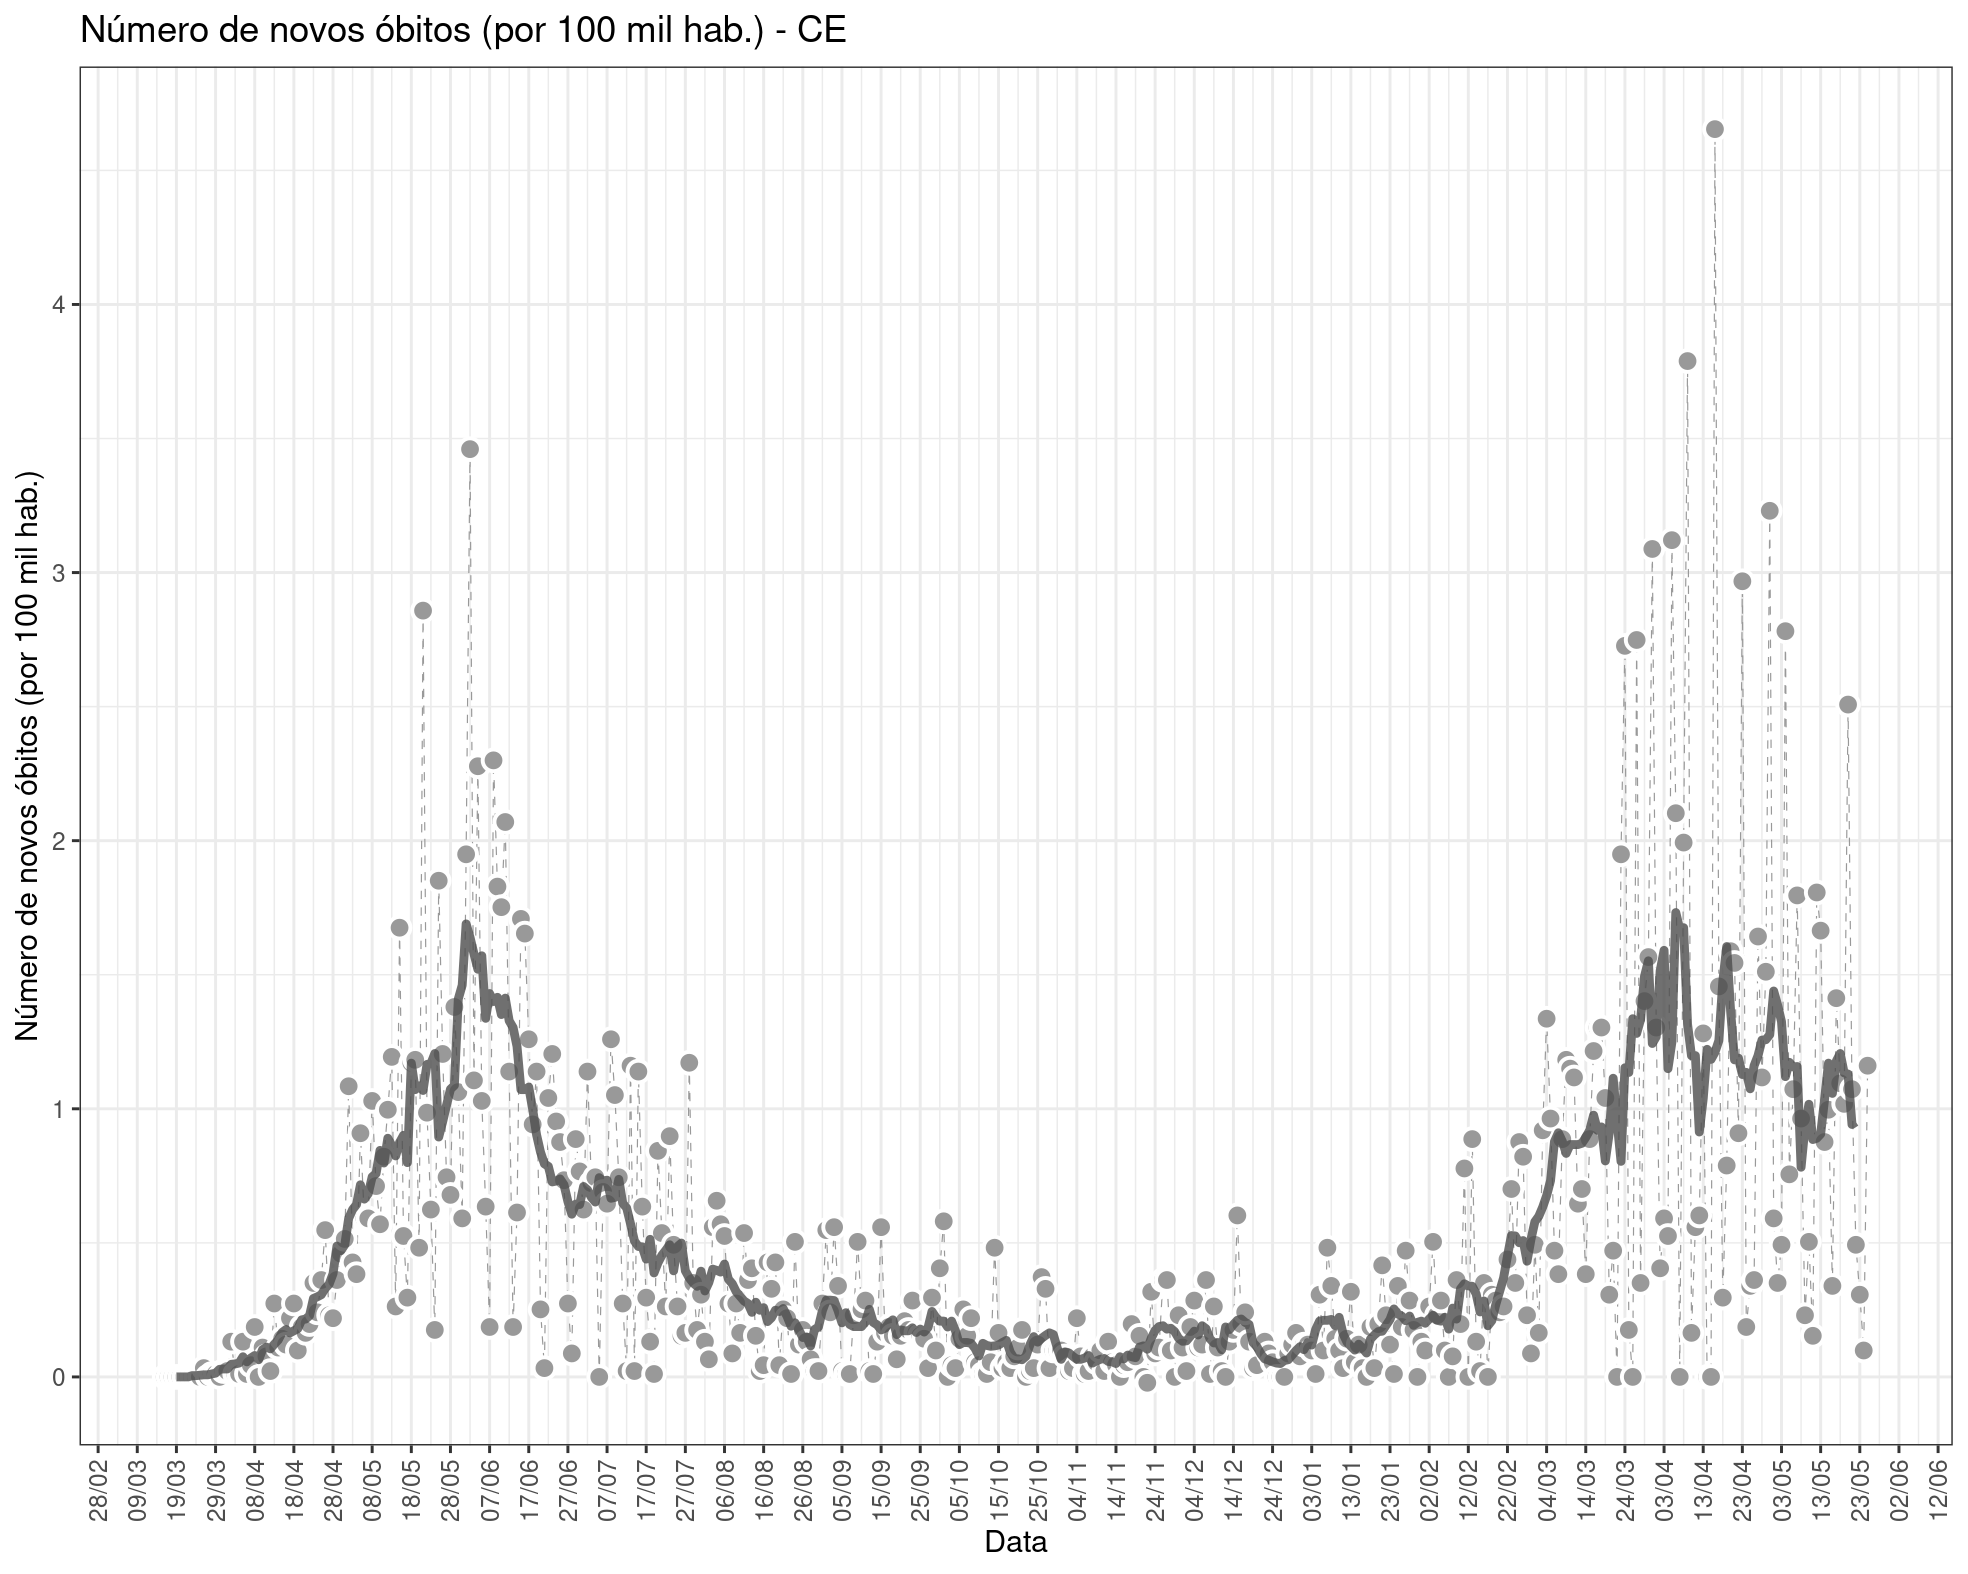 Número de novos óbitos (por 100 mil hab.) - CE
Número de novos óbitos (por 100 mil hab.)
4
3
2
1
0
28/02 09/03 19/03 29/03 08/04 18/04 28/04 08/05 18/05 28/05 07/06 17/06 27/06 07/07 17/07 27/07 06/08 16/08 26/08 05/09 15/09 25/09 05/10 15/10 25/10 04/11 14/11 24/11 04/12 14/12 24/12 03/01 13/01 23/01 02/02 12/02 22/02 04/03 14/03 24/03 03/04 13/04 23/04 03/05 13/05 23/05 02/06 12/06
Data